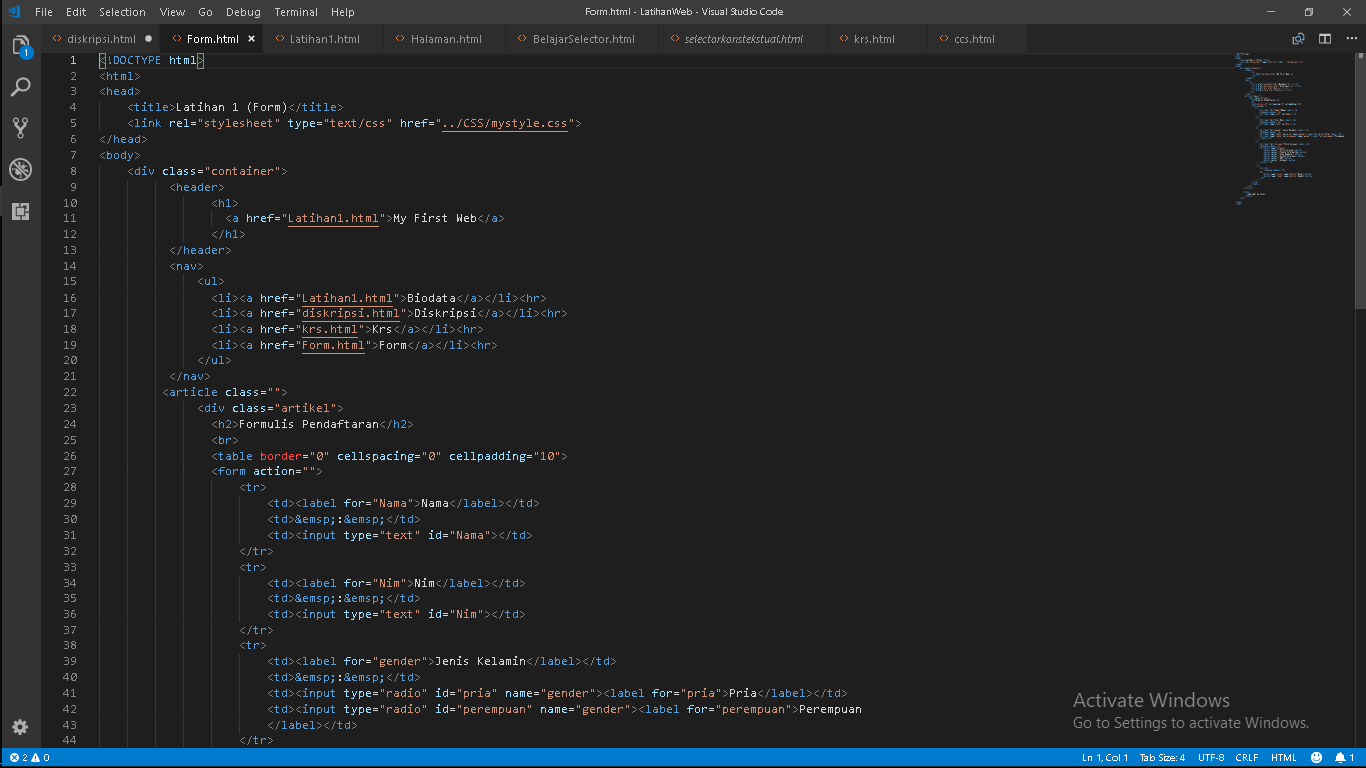 File Edit Selection View Go Debug Terminal Help Form.html - LatihanWeb - Visual Studio Code
diskripsi.html Form.html Latihan1.html Halaman.html BelajarSelector.html selectorkonstekstual.html krs.html ccs.html
1 <!DOCTYPE html>
2 <html>
3 <head>
4 <title>Latihan 1 (Form)</title>
5 <link rel="stylesheet" type="text/css" href="../CSS/mystyle.css">
6 </head>
7 <body>
8 <div class="container">
9 <header>
10 <h1>
11 <a href="Latihan1.html">My First Web</a>
12 </h1>
13 </header>
14 <nav>
15 <ul>
16 <li><a href="Latihan1.html">Biodata</a></li><hr>
17 <li><a href="diskripsi.html">Diskripsi</a></li><hr>
18 <li><a href="krs.html">Krs</a></li><hr>
19 <li><a href="Form.html">Form</a></li><hr>
20 </ul>
21 </nav>
22 <article class="">
23 <div class="artikel">
24 <h2>Formulis Pendaftaran</h2>
25 <br>
26 <table border="0" cellspacing="0" cellpadding="10">
27 <form action="">
28 <tr>
29 <td><label for="Nama">Nama</label></td>
30 <td>&emsp;:&emsp;</td>
31 <td><input type="text" id="Nama"></td>
32 </tr>
33 <tr>
34 <td><label for="Nim">Nim</label></td>
35 <td>&emsp;:&emsp;</td>
36 <td><input type="text" id="Nim"></td>
37 </tr>
38 <tr>
39 <td><label for="gender">Jenis Kelamin</label></td>
40 <td>&emsp;:&emsp;</td>
41 <td><input type="radio" id="pria" name="gender"><label for="pria">Pria</label></td>
42 <td><input type="radio" id="perempuan" name="gender"><label for="perempuan">Perempuan
43 </label></td>
44 </tr>
1
Activate Windows
Go to Settings to activate Windows.
2 0 Ln 1, Col 1 Tab Size: 4 UTF-8 CRLF HTML 1